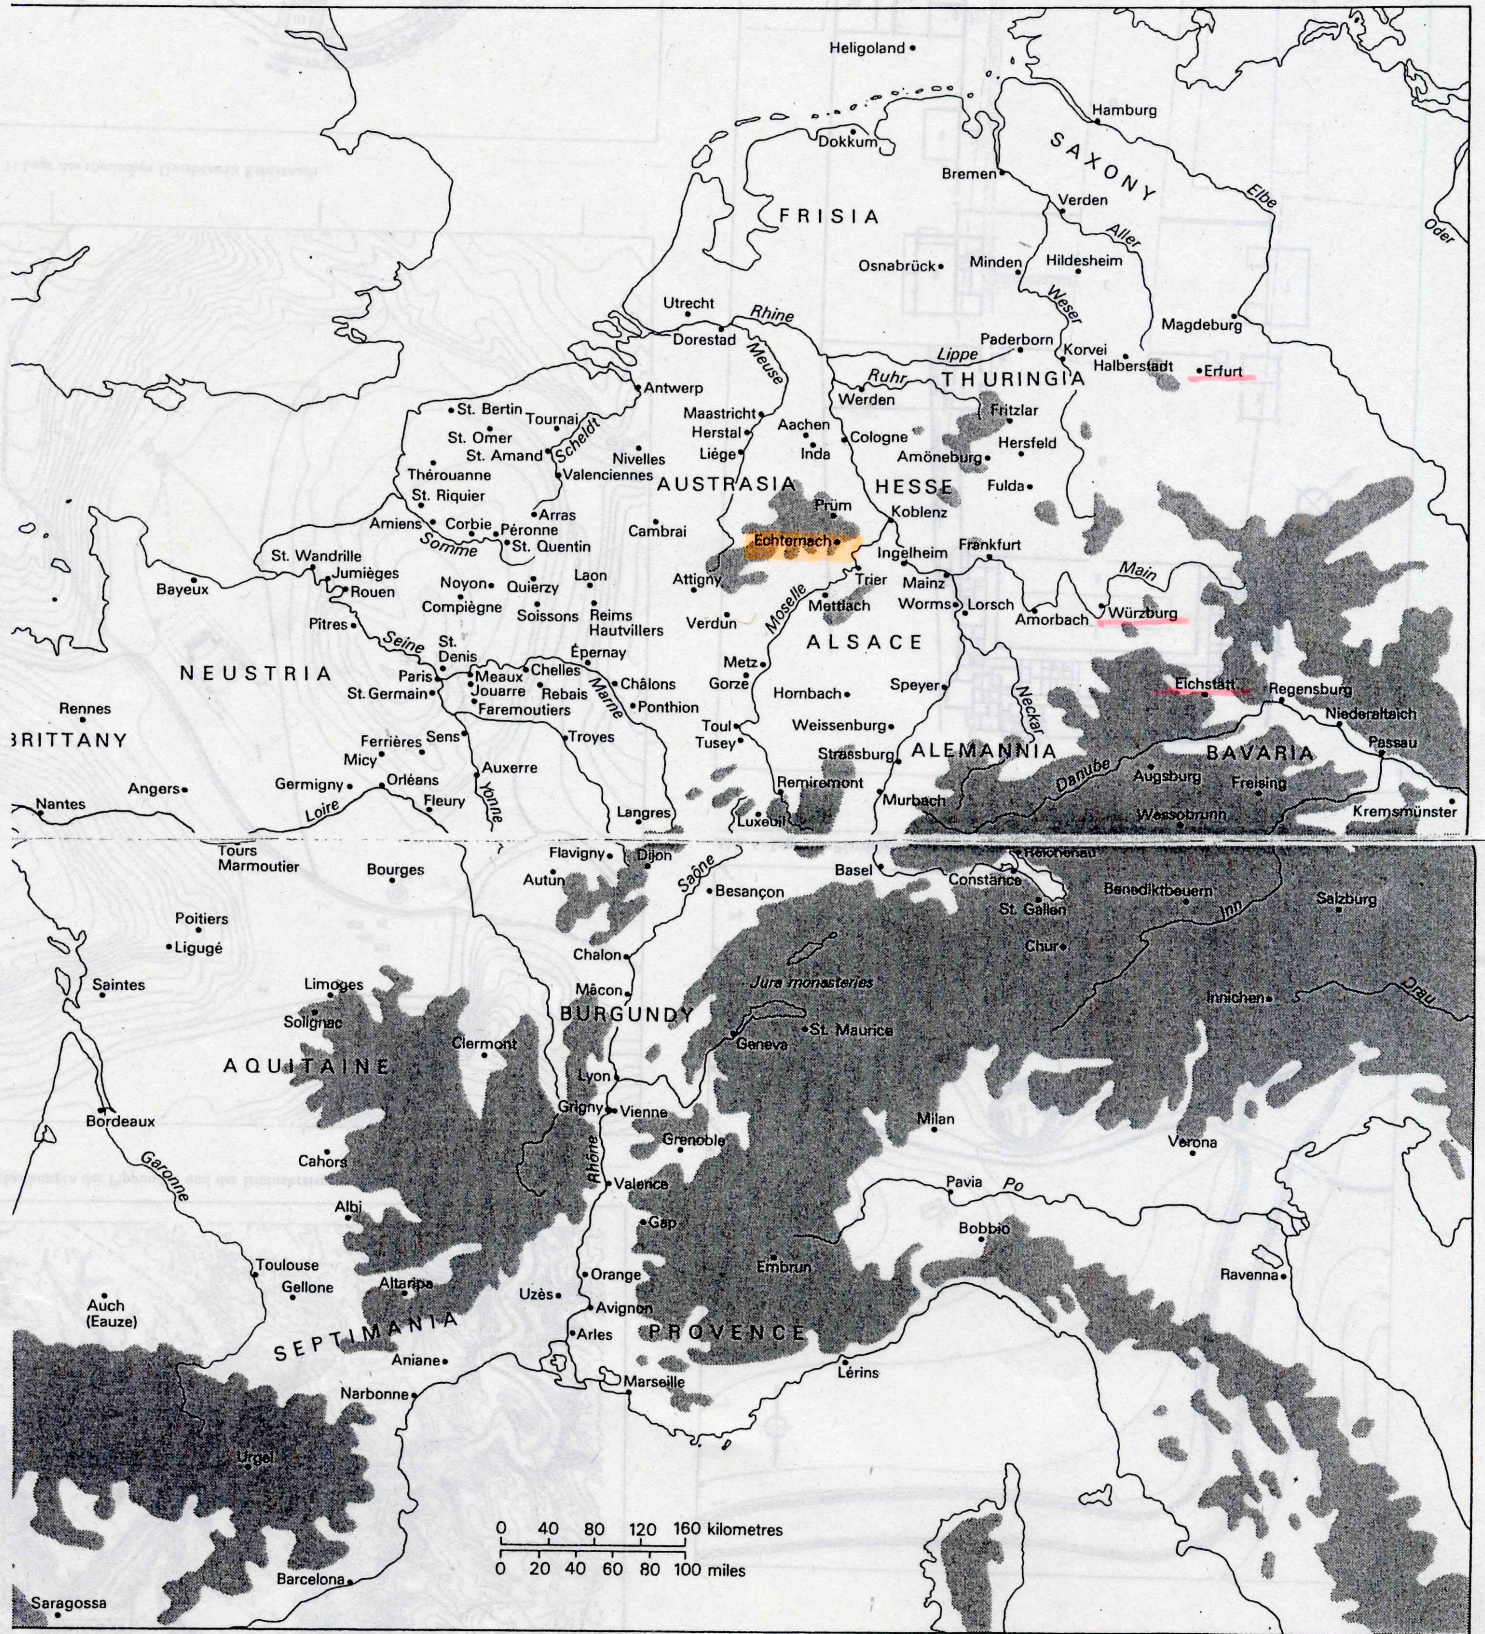 Heligoland
Hamburg
Dokkum
SAXONY
Bremen
Elbe
Verden
FRISIA
Aller
Oder
Osnabrück
Minden
Hildesheim
Weser
Utrecht
Rhine
Magdeburg
Dorestad
Meuse
Paderborn
Korvei
Lippe
Halberstadt
Erfurt
Ruhr
THURINGIA
Antwerp
Werden
St. Bertin
Tournai
Maastricht
Fritzlar
Aachen
St. Omer
Scheldt
Herstal
Cologne
Hersfeld
St. Amand
Nivelles
Liége
Inda
Amöneburg
Thérouanne
Valenciennes
AUSTRASIA
HESSE
Fulda
St. Riquier
Prüm
Koblenz
Amiens
Corbie
Péronne
Arras
Cambrai
Somme
St. Quentin
Echternach
Ingelheim
Frankfurt
St. Wandrille
Jumièges
Rouen
Bayeux
Noyon
Quierzy
Laon
Attigny
Trier
Mainz
Main
Compiègne
Soissons
Reims
Hautvillers
Mettlach
Worms
Lorsch
Amorbach
Würzburg
Pîtres
Verdun
Moselle
Seine
St.
Denis
Épernay
ALSACE
NEUSTRIA
Paris
Meaux
Chelles
Metz
St. Germain
Jouarre
Rebais
Marne
Châlons
Gorze
Hornbach
Speyer
Neckar
Eichstätt
Regensburg
Faremoutiers
Ponthion
Rennes
Niederaltaich
BRITTANY
Sens
Troyes
Toul
Tusey
Weissenburg
Ferrières
Micy
Strassburg
ALEMANNIA
BAVARIA
Passau
Auxerre
Danube
Augsburg
Germigny
Orléans
Remiremont
Freising
Angers
Yonne
Murbach
Nantes
Loire
Fleury
Langres
Luxeuil
Wessobrunn
Kremsmünster
Tours
Marmoutier
Flavigny
Dijon
Reichenau
Bourges
Autun
Saône
Besançon
Basel
Constance
Benediktbeuern
Salzburg
St. Gallen
Inn
Poitiers
Ligugé
Chalon
Chur
Saintes
Limoges
Mâcon
Jura monasteries
Innichen
Drau
Solignac
BURGUNDY
St. Maurice
Clermont
Geneva
AQUITAINE
Lyon
Bordeaux
Grigny
Vienne
Milan
Grenoble
Verona
Cahors
Rhône
Garonne
Valence
Pavia
Po
Albi
Gap
Bobbio
Toulouse
Embrun
Gellone
Altaripa
Uzès
Orange
Ravenna
Auch
(Eauze)
Avignon
SEPTIMANIA
Arles
PROVENCE
Aniane
Lérins
Narbonne
Marseille
Urgel
0 40 80 120 160 kilometres
0 20 40 60 80 100 miles
Barcelona
Saragossa